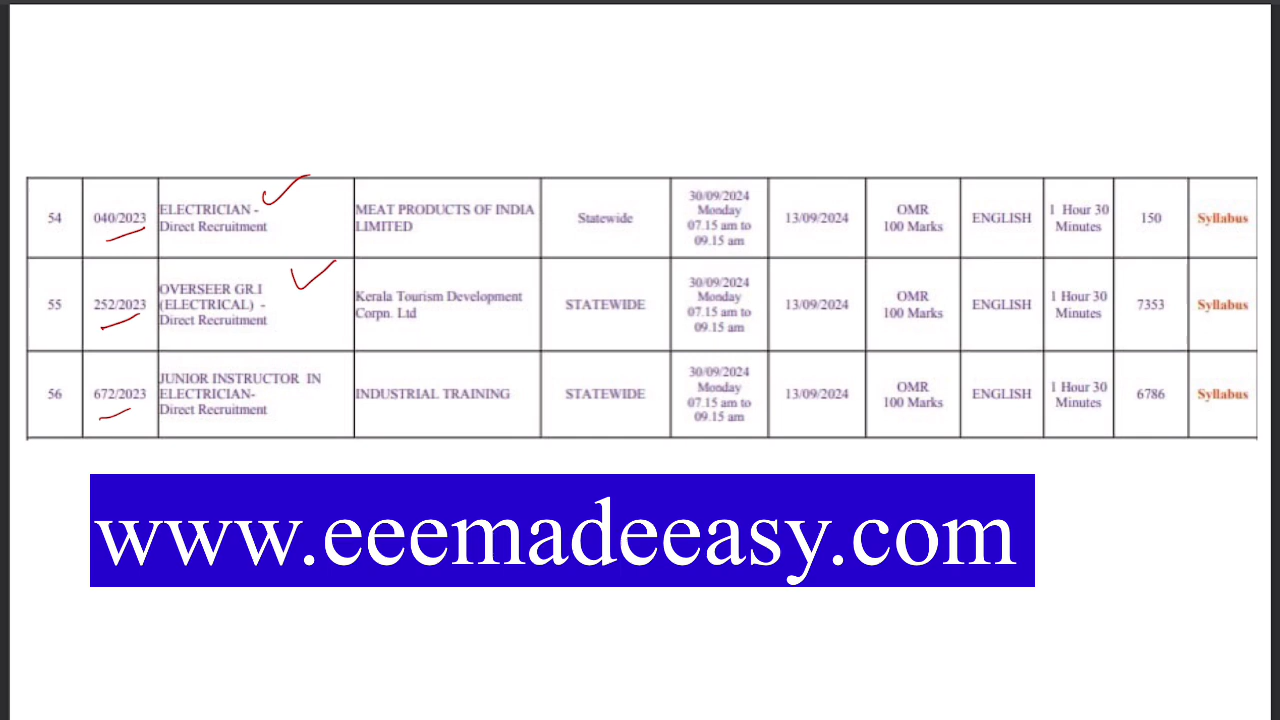 54 040/2023 ELECTRICIAN - Direct Recruitment MEAT PRODUCTS OF INDIA LIMITED Statewide 30/09/2024 Monday 07.15 am to 09.15 am 13/09/2024 OMR 100 Marks ENGLISH 1 Hour 30 Minutes 150 Syllabus
55 252/2023 OVERSEER GR.I (ELECTRICAL) - Direct Recruitment Kerala Tourism Development Corpn. Ltd STATEWIDE 30/09/2024 Monday 07.15 am to 09.15 am 13/09/2024 OMR 100 Marks ENGLISH 1 Hour 30 Minutes 7353 Syllabus
56 672/2023 JUNIOR INSTRUCTOR IN ELECTRICIAN- Direct Recruitment INDUSTRIAL TRAINING STATEWIDE 30/09/2024 Monday 07.15 am to 09.15 am 13/09/2024 OMR 100 Marks ENGLISH 1 Hour 30 Minutes 6786 Syllabus
www.eeemadeeasy.com